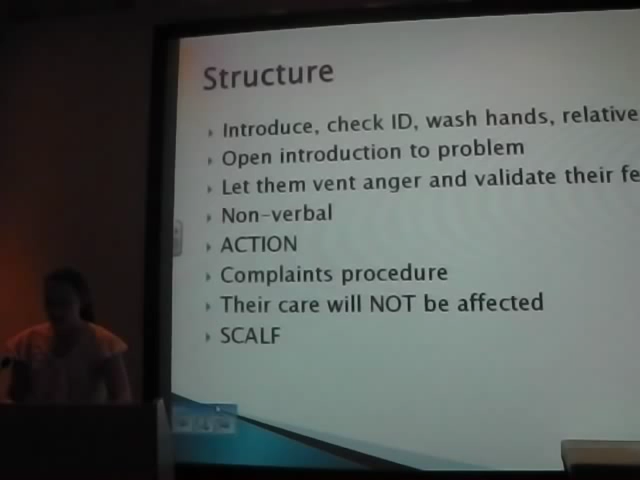 Structure
Introduce, check ID, wash hands, relative
Open introduction to problem
Let them vent anger and validate their fe
Non-verbal
ACTION
Complaints procedure
Their care will NOT be affected
SCALF